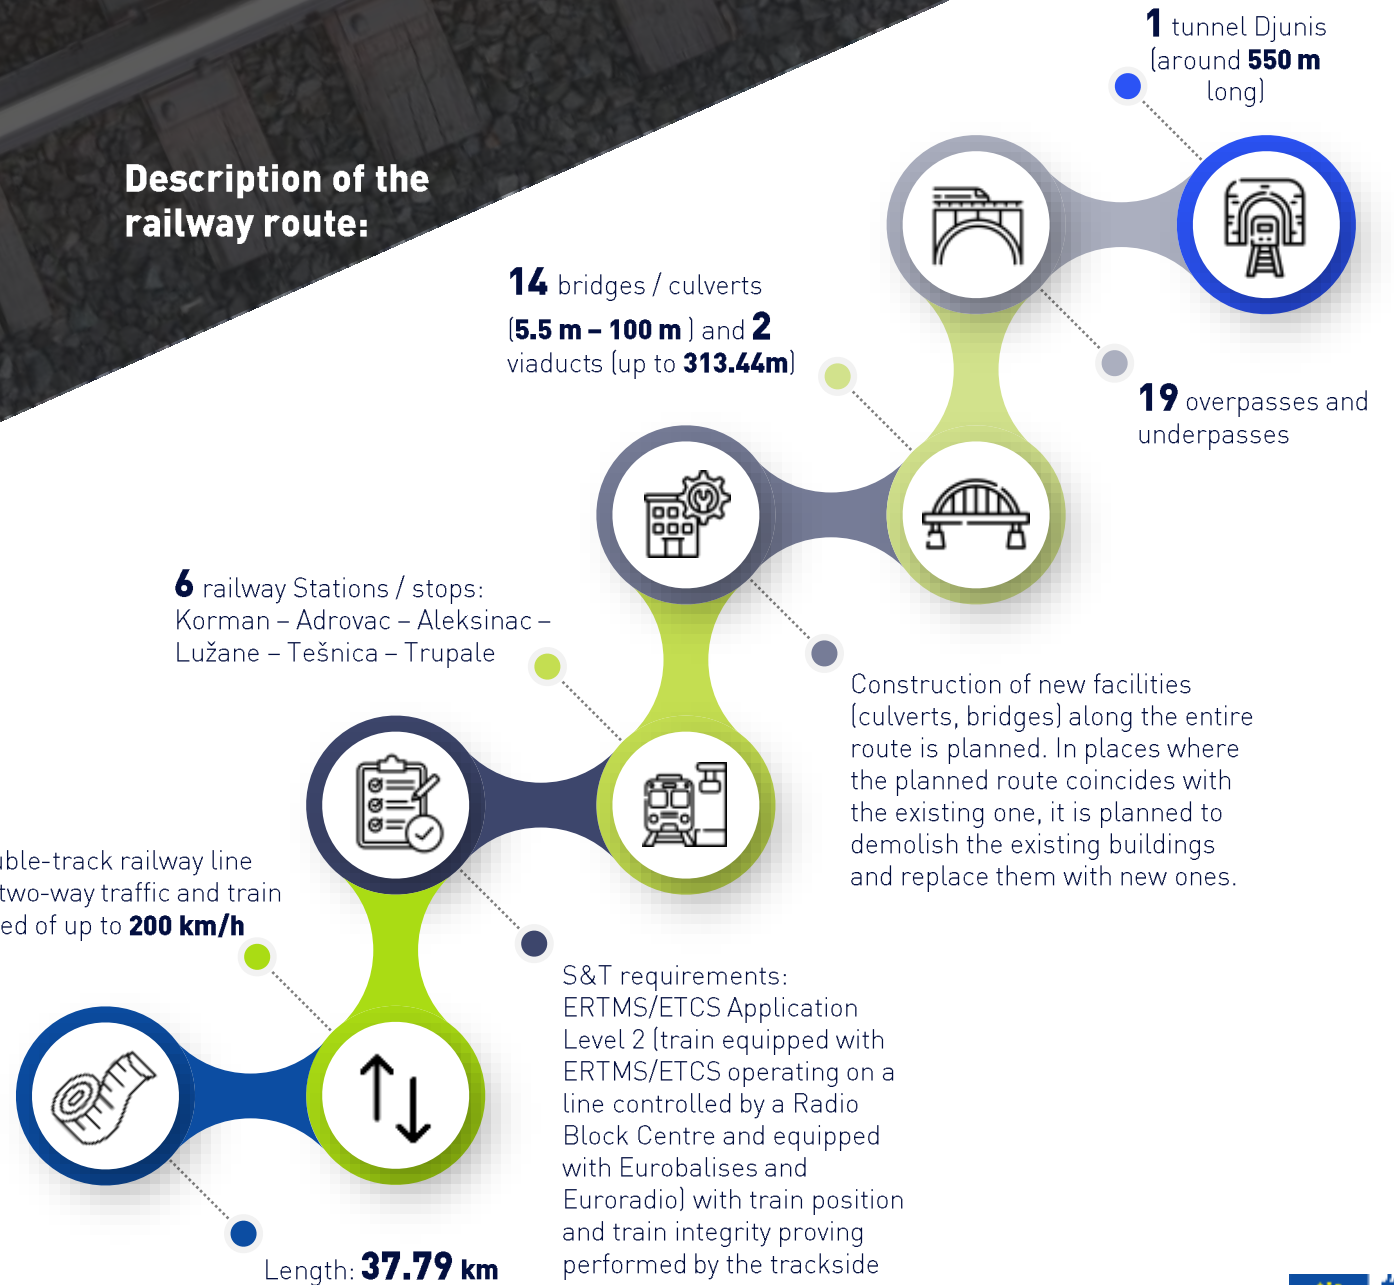 Description of the
railway route:
1 tunnel Djunis
(around 550 m
long)
14 bridges / culverts
(5.5 m – 100 m ) and 2
viaducts (up to 313.44m)
19 overpasses and
underpasses
6 railway Stations / stops:
Korman – Adrovac – Aleksinac –
Lužane – Tešnica – Trupale
Construction of new facilities
(culverts, bridges) along the entire
route is planned. In places where
the planned route coincides with
the existing one, it is planned to
demolish the existing buildings
and replace them with new ones.
uble-track railway line
two-way traffic and train
ed of up to 200 km/h
S&T requirements:
ERTMS/ETCS Application
Level 2 (train equipped with
ERTMS/ETCS operating on a
line controlled by a Radio
Block Centre and equipped
with Eurobalises and
Euroradio) with train position
and train integrity proving
performed by the trackside
Length: 37.79 km